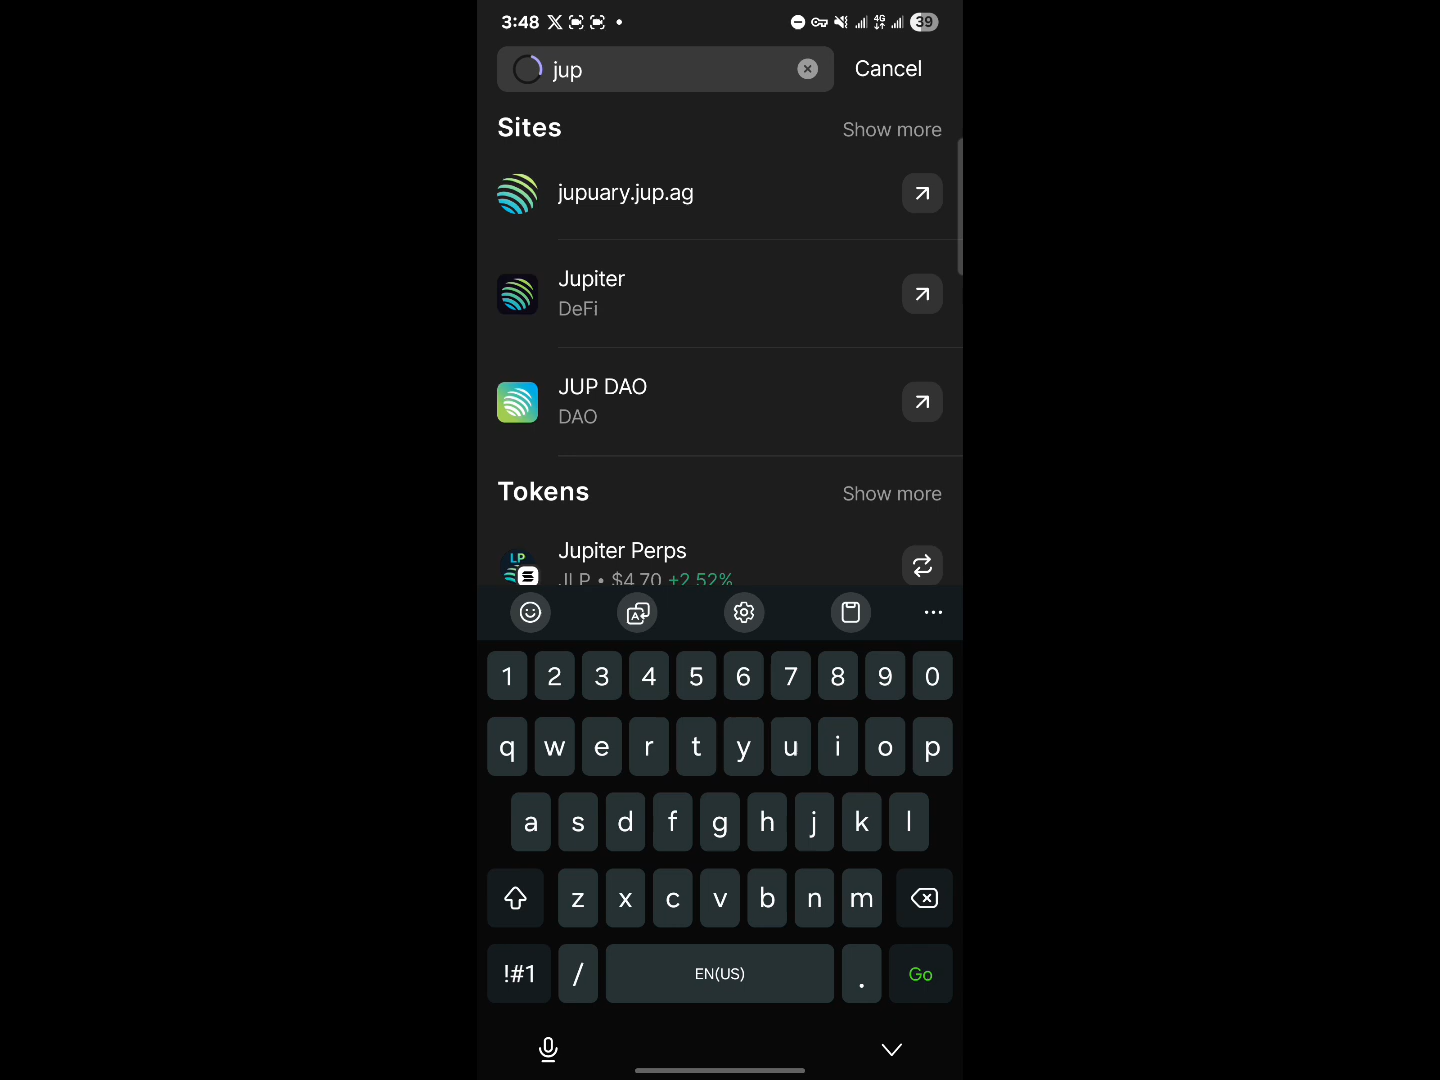 3:48 4G 39
jup Cancel
Sites Show more
jupuary.jup.ag
Jupiter
DeFi
JUP DAO
DAO
Tokens Show more
LP
Jupiter Perps
JLP • $4.70 +2.52%
1 2 3 4 5 6 7 8 9 0
q w e r t y u i o p
a s d f g h j k l
z x c v b n m
!#1 / EN(US) . Go